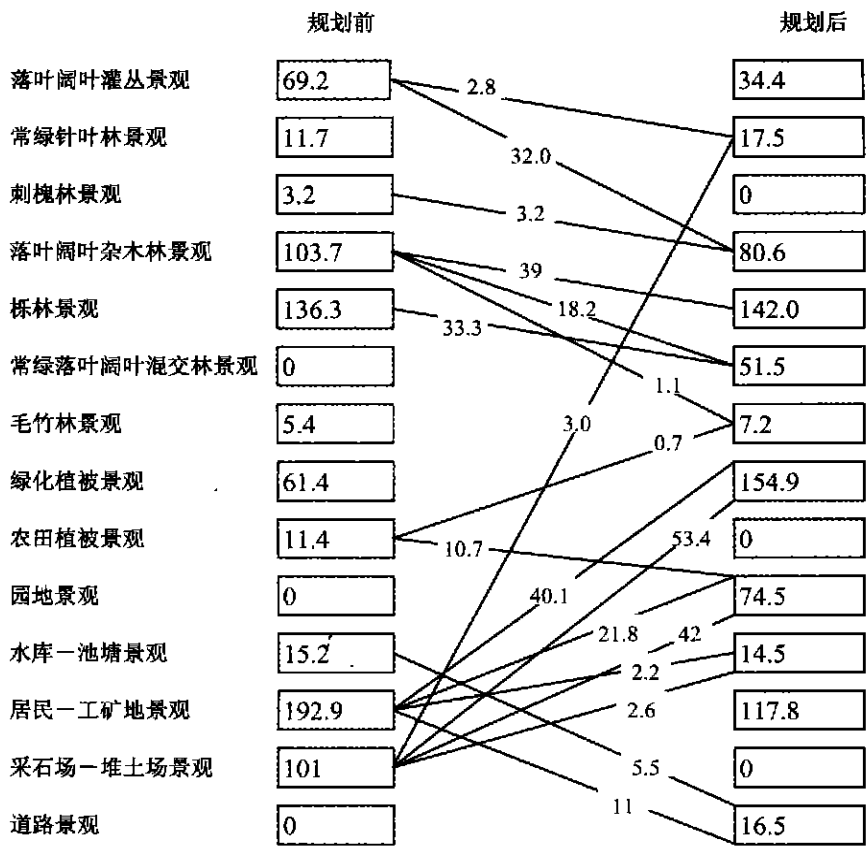 规划前 规划后
落叶阔叶灌丛景观 69.2 2.8 34.4
常绿针叶林景观 11.7 32.0 17.5
刺槐林景观 3.2 3.2 0
落叶阔叶杂木林景观 103.7 39 80.6
栎林景观 136.3 33.3 18.2 142.0
常绿落叶阔叶混交林景观 0 1.1 51.5
毛竹林景观 5.4 3.0 0.7 7.2
绿化植被景观 61.4 154.9
农田植被景观 11.4 10.7 53.4 0
园地景观 0 40.1 74.5
水库－池塘景观 15.2 21.8 42 2.2 14.5
居民－工矿地景观 192.9 2.6 117.8
采石场－堆土场景观 101 5.5 0
道路景观 0 11 16.5